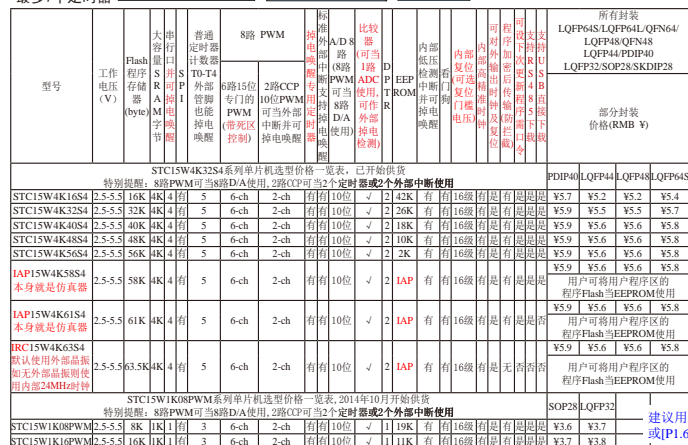 型号
工作
电压
（V）
Flash
程序
存储
器
(byte)
大容量SRAM字节
串行口并可掉电唤醒
SPI
普通
定时器
计数器
T0-T4
外部
管脚
也能
掉电
唤醒
8路 PWM
6路15位
专门的
PWM
(带死区
控制)
2路CCP
10位PWM
可当外部
中断并可
掉电唤醒
掉电唤醒专用定时器
标准外部中断支持掉电唤醒
A/D 8
路
(8路
PWM
可当
8路
D/A
使用)
比较
器
(可当
1路
ADC
使用,
可作
外部
掉电
检测)
DPTR
EEP
ROM
内部
低压
检测
中断
并可
掉电
唤醒
看门狗
内部
复位
(可选
复位
门槛
电压)
内部高精准时钟
可对外输出时钟及复位
程序加密后传输(防拦截)
可设下次更新程序需口令
支持RS485下载
支持USB直接下载
所有封装
LQFP64S/LQFP64L/QFN64/
LQFP48/QFN48
LQFP44/PDIP40
LQFP32/SOP28/SKDIP28
部分封装
价格(RMB ¥)
STC15W4K32S4系列单片机选型价格一览表，已开始供货
特别提醒：8路PWM可当8路D/A使用, 2路CCP可当2个定时器或2个外部中断使用
PDIP40 LQFP44 LQFP48 LQFP64S
STC15W4K16S4 2.5-5.5 16K 4K 4 有 5 6-ch 2-ch 有 有 10位 √ 2 42K 有 有 16级 有 是 有 是 是 是 ¥5.7 ¥5.2 ¥5.2 ¥5.4
STC15W4K32S4 2.5-5.5 32K 4K 4 有 5 6-ch 2-ch 有 有 10位 √ 2 26K 有 有 16级 有 是 有 是 是 是 ¥5.9 ¥5.5 ¥5.5 ¥5.7
STC15W4K40S4 2.5-5.5 40K 4K 4 有 5 6-ch 2-ch 有 有 10位 √ 2 18K 有 有 16级 有 是 有 是 是 是 ¥5.9 ¥5.6 ¥5.6 ¥5.8
STC15W4K48S4 2.5-5.5 48K 4K 4 有 5 6-ch 2-ch 有 有 10位 √ 2 10K 有 有 16级 有 是 有 是 是 是 ¥5.9 ¥5.6 ¥5.6 ¥5.8
STC15W4K56S4 2.5-5.5 56K 4K 4 有 5 6-ch 2-ch 有 有 10位 √ 2 2K 有 有 16级 有 是 有 是 是 是 ¥5.9 ¥5.6 ¥5.6 ¥5.8
IAP15W4K58S4
本身就是仿真器
2.5-5.5 58K 4K 4 有 5 6-ch 2-ch 有 有 10位 √ 2 IAP 有 有 16级 有 是 有 是 是 是
¥5.9 ¥5.6 ¥5.6 ¥5.8
用户可将用户程序区的
程序Flash当EEPROM使用
IAP15W4K61S4
本身就是仿真器
2.5-5.5 61K 4K 4 有 5 6-ch 2-ch 有 有 10位 √ 2 IAP 有 有 16级 有 是 有 是 是 否
¥5.9 ¥5.6 ¥5.6 ¥5.8
用户可将用户程序区的
程序Flash当EEPROM使用
IRC15W4K63S4
默认使用外部晶振
如无外部晶振则使
用内部24MHz时钟
2.5-5.5 63.5K 4K 4 有 5 6-ch 2-ch 有 有 10位 √ 2 IAP 有 有 16级 有 是 无 否 否 否
¥5.9 ¥5.6 ¥5.6 ¥5.8
用户可将用户程序区的
程序Flash当EEPROM使用
STC15W1K08PWM系列单片机选型价格一览表, 2014年10月开始供货
特别提醒：8路PWM可当8路D/A使用, 2路CCP可当2个定时器或2个外部中断使用
SOP28 LQFP32
STC15W1K08PWM 2.5-5.5 8K 1K 1 有 3 6-ch 2-ch 有 有 10位 √ 1 19K 有 有 16级 有 是 有 是 是 是 ¥3.6 ¥3.7
STC15W1K16PWM 2.5-5.5 16K 1K 1 有 3 6-ch 2-ch 有 有 10位 √ 1 11K 有 有 16级 有 是 有 是 是 是 ¥3.7 ¥3.8
建议用
或[P1.6